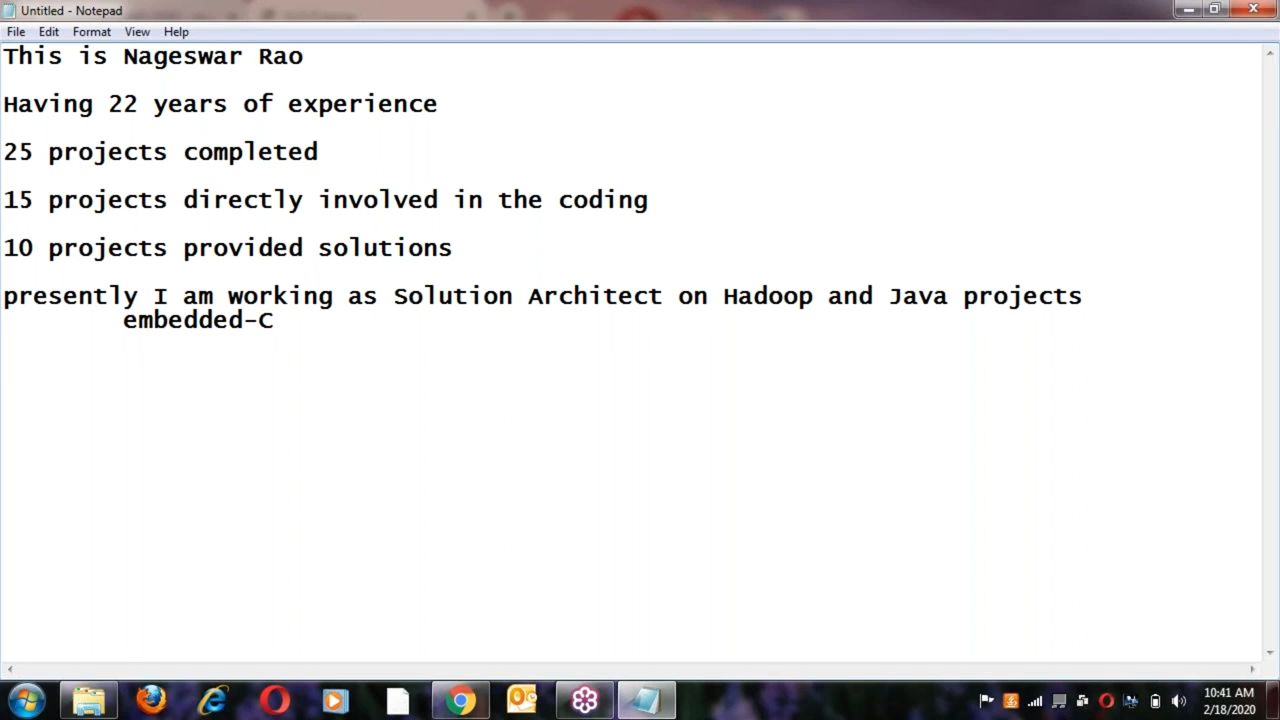 Untitled - Notepad
File Edit Format View Help
This is Nageswar Rao
Having 22 years of experience
25 projects completed
15 projects directly involved in the coding
10 projects provided solutions
presently I am working as Solution Architect on Hadoop and Java projects
embedded-C
10:41 AM
2/18/2020